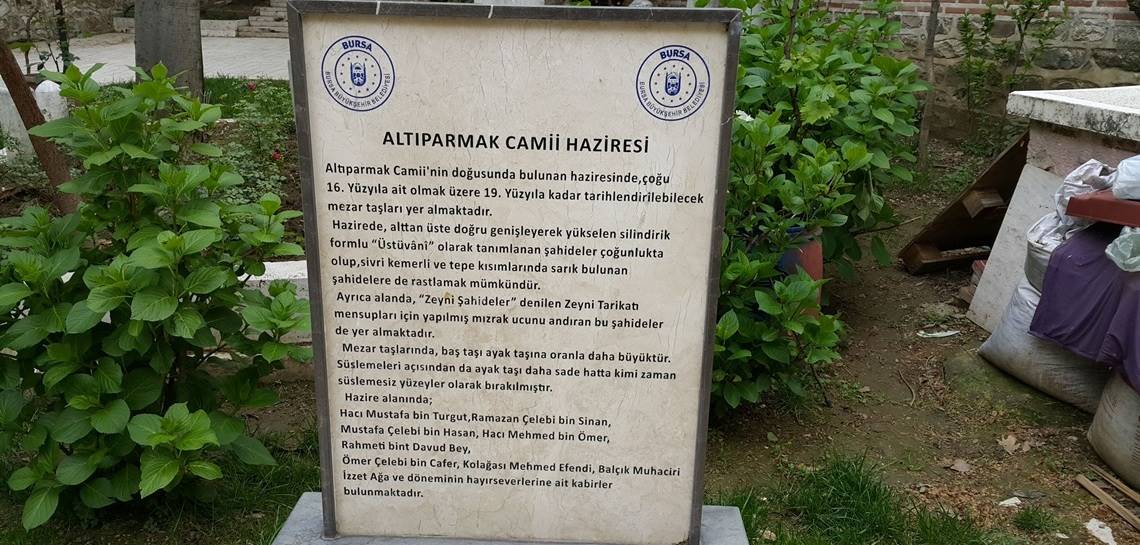 BURSA
BURSA BÜYÜKŞEHİR BELEDİYESİ
BURSA
BURSA BÜYÜKŞEHİR BELEDİYESİ
ALTIPARMAK CAMİİ HAZİRESİ
Altıparmak Camii'nin doğusunda bulunan haziresinde,çoğu
16. Yüzyıla ait olmak üzere 19. Yüzyıla kadar tarihlendirilebilecek
mezar taşları yer almaktadır.
Hazirede, alttan üste doğru genişleyerek yükselen silindirik
formlu “Üstüvâni” olarak tanımlanan şahideler çoğunlukta
olup,sivri kemerli ve tepe kısımlarında sarık bulunan
şahidelere de rastlamak mümkündür.
Ayrıca alanda, “Zeyni Şahideler” denilen Zeyni Tarikatı
mensupları için yapılmış mızrak ucunu andıran bu şahideler
de yer almaktadır.
Mezar taşlarında, baş taşı ayak taşına oranla daha büyüktür.
Süslemeleri açısından da ayak taşı daha sade hatta kimi zaman
süslemesiz yüzeyler olarak bırakılmıştır.
Hazire alanında;
Hacı Mustafa bin Turgut,Ramazan Çelebi bin Sinan,
Mustafa Çelebi bin Hasan, Hacı Mehmed bin Ömer,
Rahmeti bint Davud Bey,
Ömer Çelebi bin Cafer, Kolağası Mehmed Efendi, Balçık Muhaciri
İzzet Ağa ve döneminin hayırseverlerine ait kabirler
bulunmaktadır.